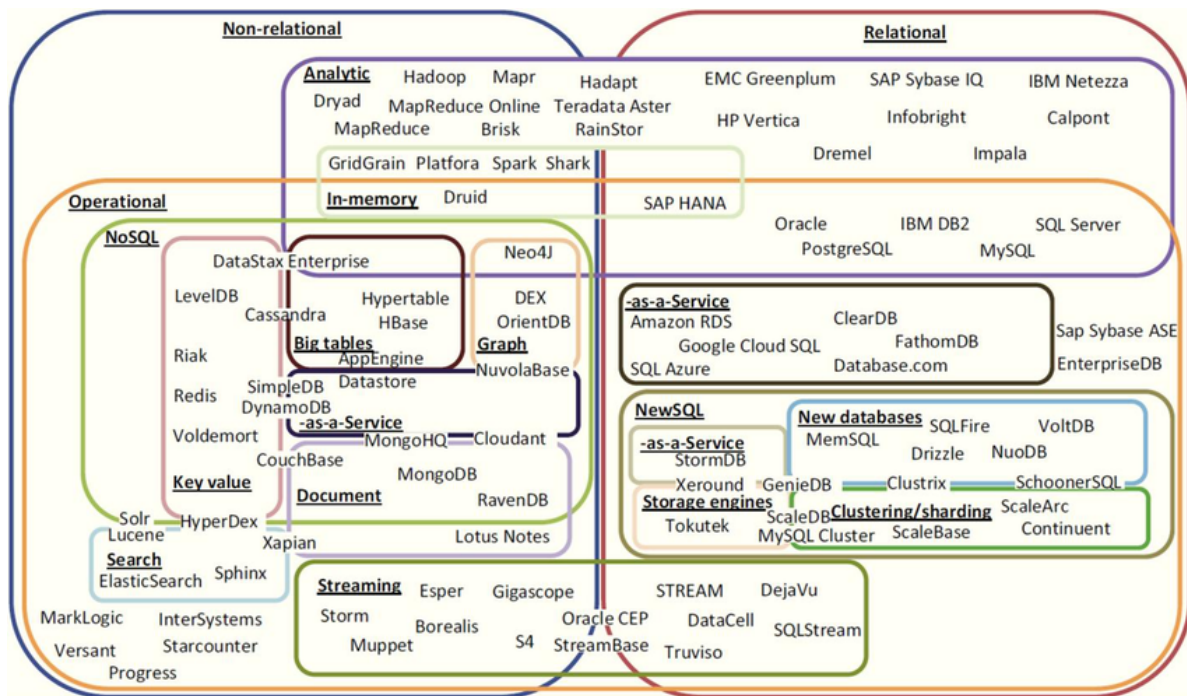 Non-relational
Relational
Analytic
Hadoop
Mapr
Hadapt
EMC Greenplum
SAP Sybase IQ
IBM Netezza
Dryad
MapReduce Online
Teradata Aster
MapReduce
Brisk
RainStor
HP Vertica
Infobright
Calpont
Dremel
Impala
GridGrain
Platfora
Spark
Shark
In-memory
Druid
SAP HANA
Operational
Oracle
IBM DB2
SQL Server
PostgreSQL
MySQL
NoSQL
DataStax Enterprise
Neo4J
LevelDB
Cassandra
Hypertable
HBase
DEX
OrientDB
Big tables
Graph
Riak
AppEngine
Datastore
NuvolaBase
Redis
SimpleDB
DynamoDB
-as-a-Service
Voldemort
MongoHQ
Cloudant
CouchBase
MongoDB
Key value
Document
RavenDB
Solr
HyperDex
Lucene
Xapian
Lotus Notes
Search
ElasticSearch
Sphinx
-as-a-Service
Amazon RDS
ClearDB
Google Cloud SQL
FathomDB
SQL Azure
Database.com
Sap Sybase ASE
EnterpriseDB
NewSQL
New databases
SQLFire
VoltDB
-as-a-Service
MemSQL
Drizzle
NuoDB
StormDB
Xeround
GenieDB
Clustrix
SchoonerSQL
Storage engines
Tokutek
ScaleDB
MySQL Cluster
Clustering/sharding
ScaleArc
ScaleBase
Continuent
Streaming
Esper
Gigascope
STREAM
DejaVu
Storm
Borealis
Oracle CEP
DataCell
SQLStream
Muppet
S4
StreamBase
Truviso
MarkLogic
InterSystems
Versant
Starcounter
Progress